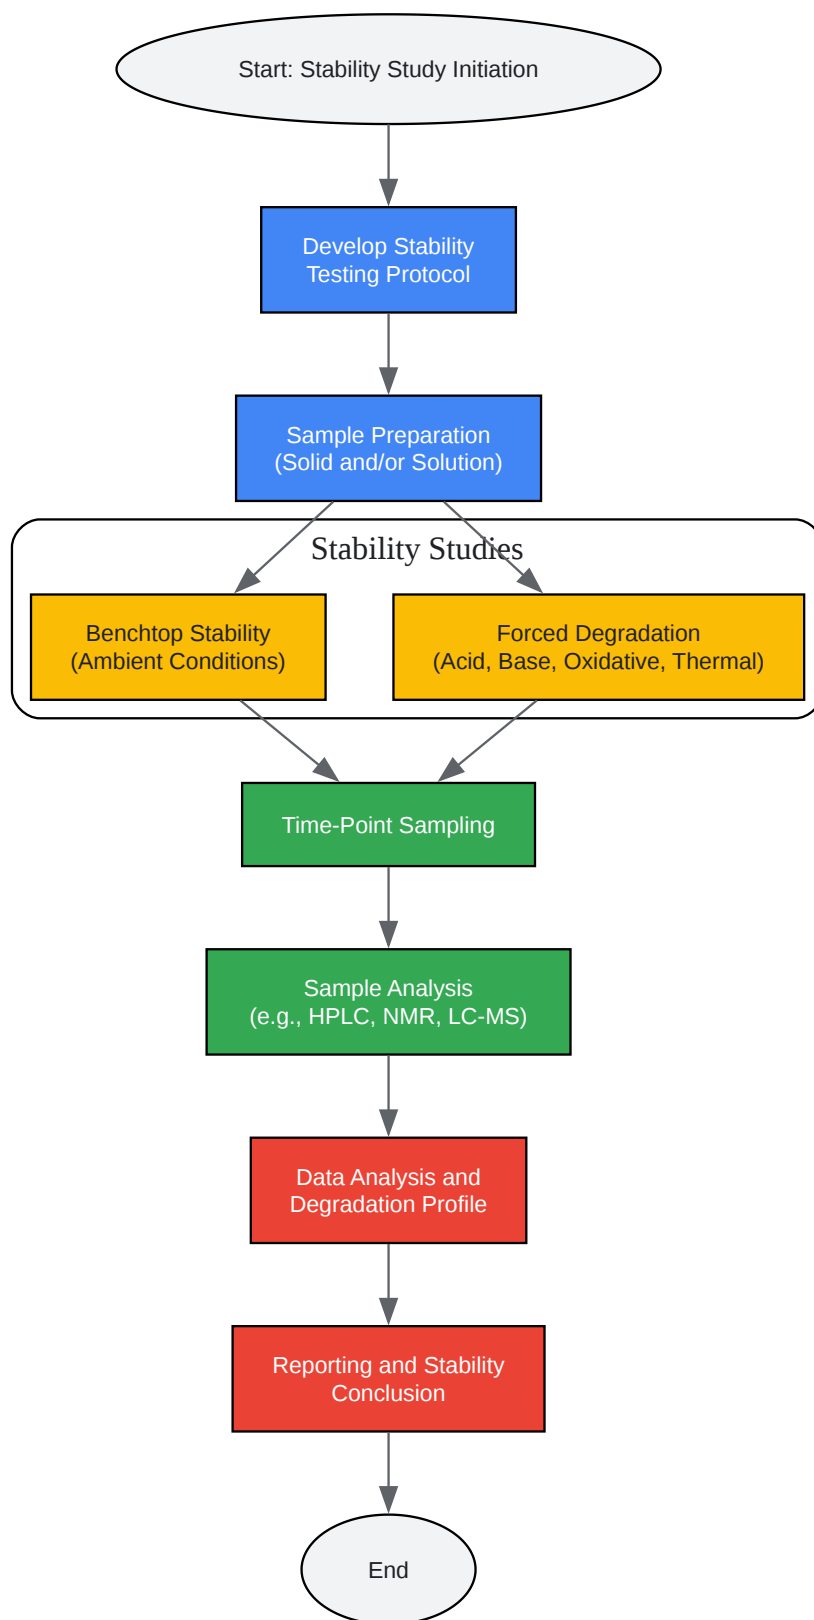 Start: Stability Study Initiation
Develop Stability
Testing Protocol
Sample Preparation
(Solid and/or Solution)
Stability Studies
Benchtop Stability
(Ambient Conditions)
Forced Degradation
(Acid, Base, Oxidative, Thermal)
Time-Point Sampling
Sample Analysis
(e.g., HPLC, NMR, LC-MS)
Data Analysis and
Degradation Profile
Reporting and Stability
Conclusion
End